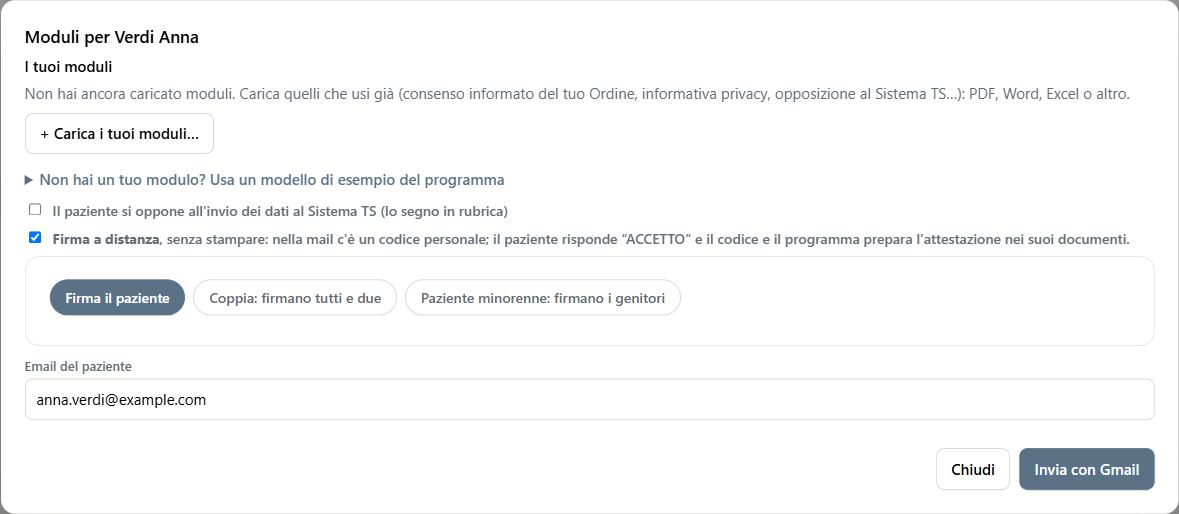 Moduli per Verdi Anna
I tuoi moduli
Non hai ancora caricato moduli. Carica quelli che usi già (consenso informato del tuo Ordine, informativa privacy, opposizione al Sistema TS...): PDF, Word, Excel o altro.
+ Carica i tuoi moduli...
▶ Non hai un tuo modulo? Usa un modello di esempio del programma
Il paziente si oppone all'invio dei dati al Sistema TS (lo segno in rubrica)
Firma a distanza, senza stampare: nella mail c'è un codice personale; il paziente risponde “ACCETTO” e il codice e il programma prepara l'attestazione nei suoi documenti.
Firma il paziente
Coppia: firmano tutti e due
Paziente minorenne: firmano i genitori
Email del paziente
anna.verdi@example.com
Chiudi
Invia con Gmail